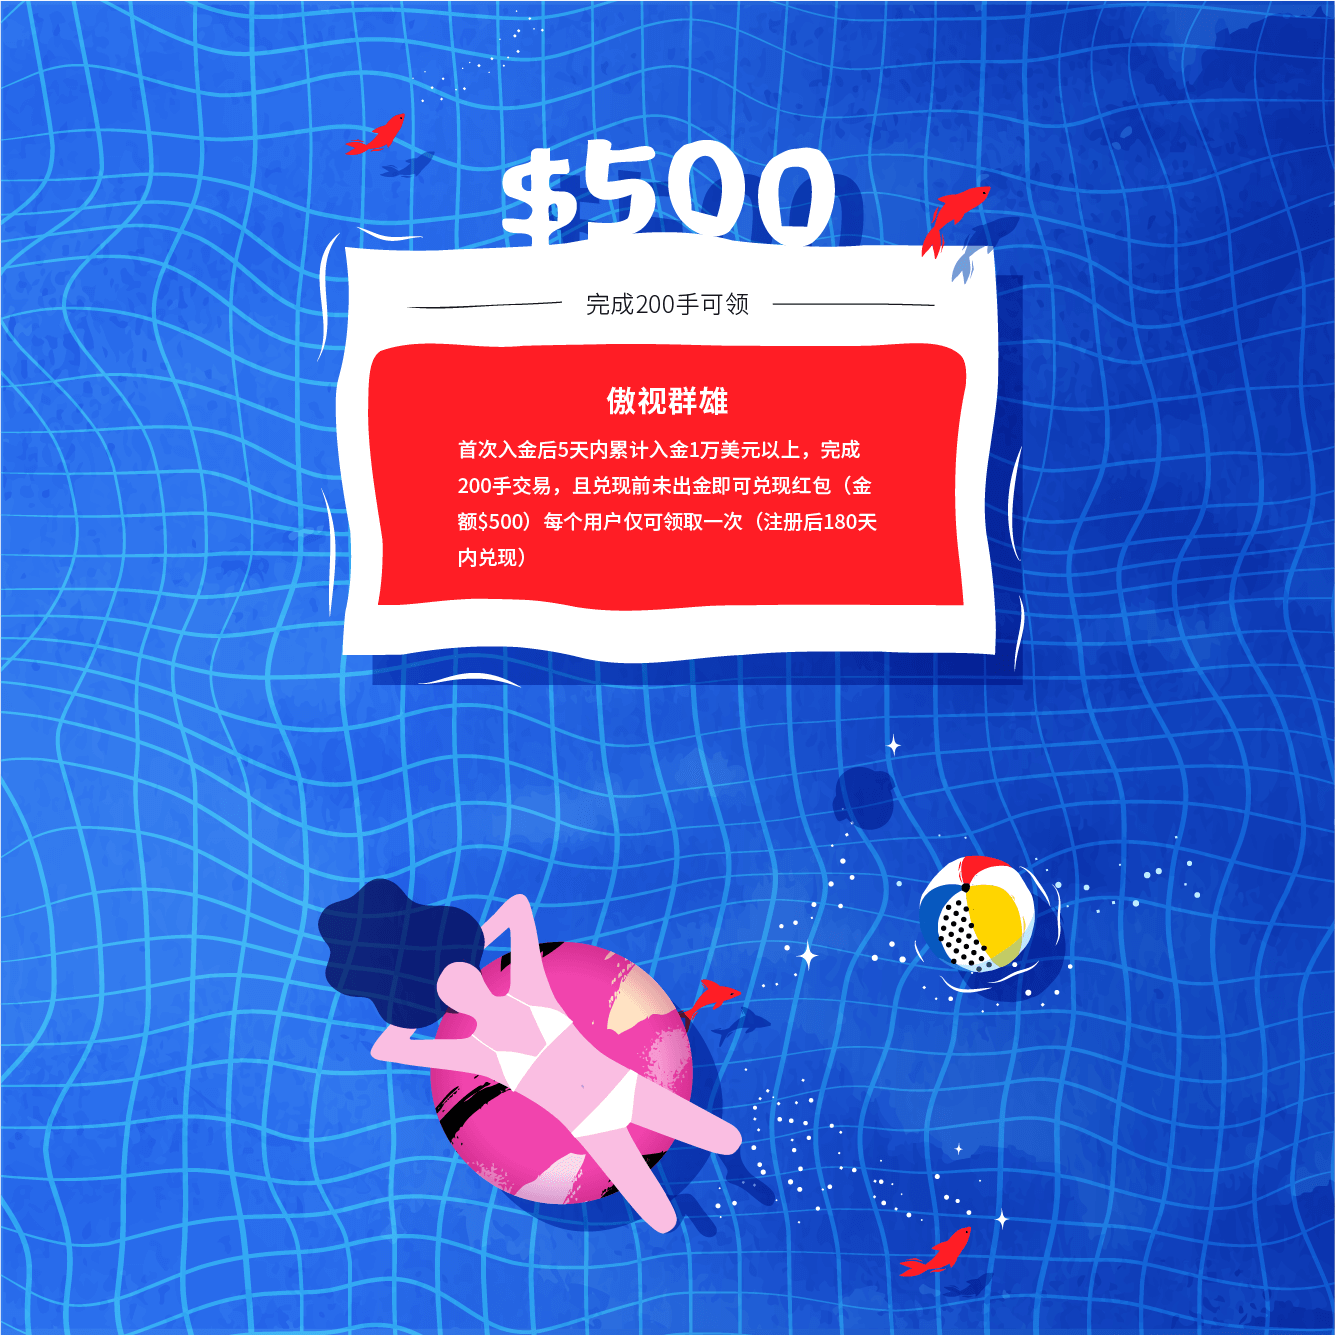 $500
完成200手可领
傲视群雄
首次入金后5天内累计入金1万美元以上，完成
200手交易，且兑现前未出金即可兑现红包（金
额$500）每个用户仅可领取一次（注册后180天
内兑现）